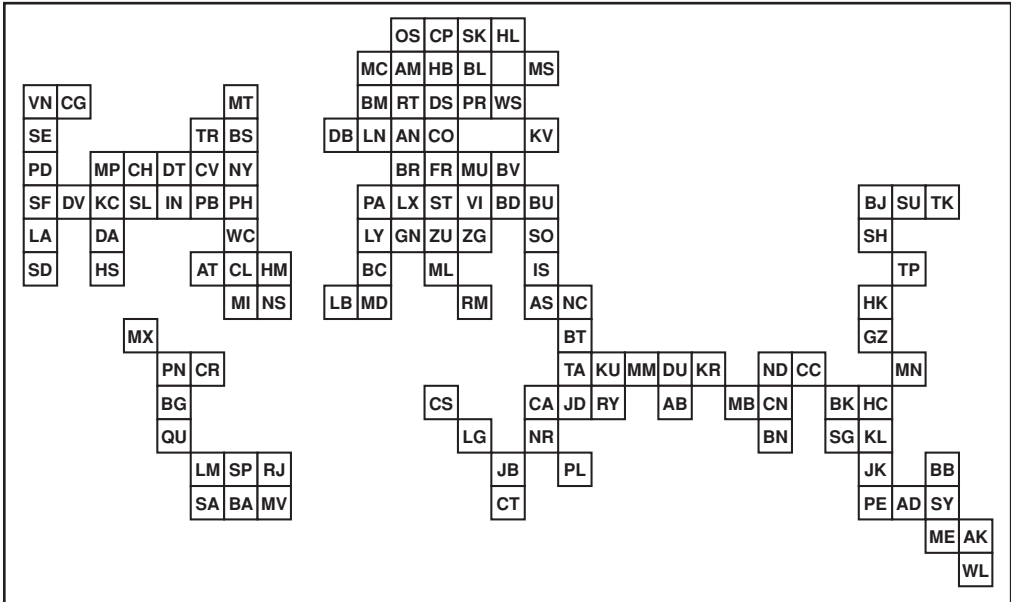 OS CP SK HL
MC AM HB BL MS
VN CG MT BM RT DS PR WS
SE TR BS DB LN AN CO KV
PD MP CH DT CV NY BR FR MU BV
SF DV KC SL IN PB PH PA LX ST VI BD BU BJ SU TK
LA DA WC LY GN ZU ZG SO SH
SD HS AT CL HM BC ML IS TP
MI NS LB MD RM AS NC HK
MX BT GZ
PN CR TA KU MM DU KR ND CC MN
BG CS CA JD RY AB MB CN BK HC
QU LG NR BN SG KL
LM SP RJ JB PL JK BB
SA BA MV CT PE AD SY
ME AK
WL